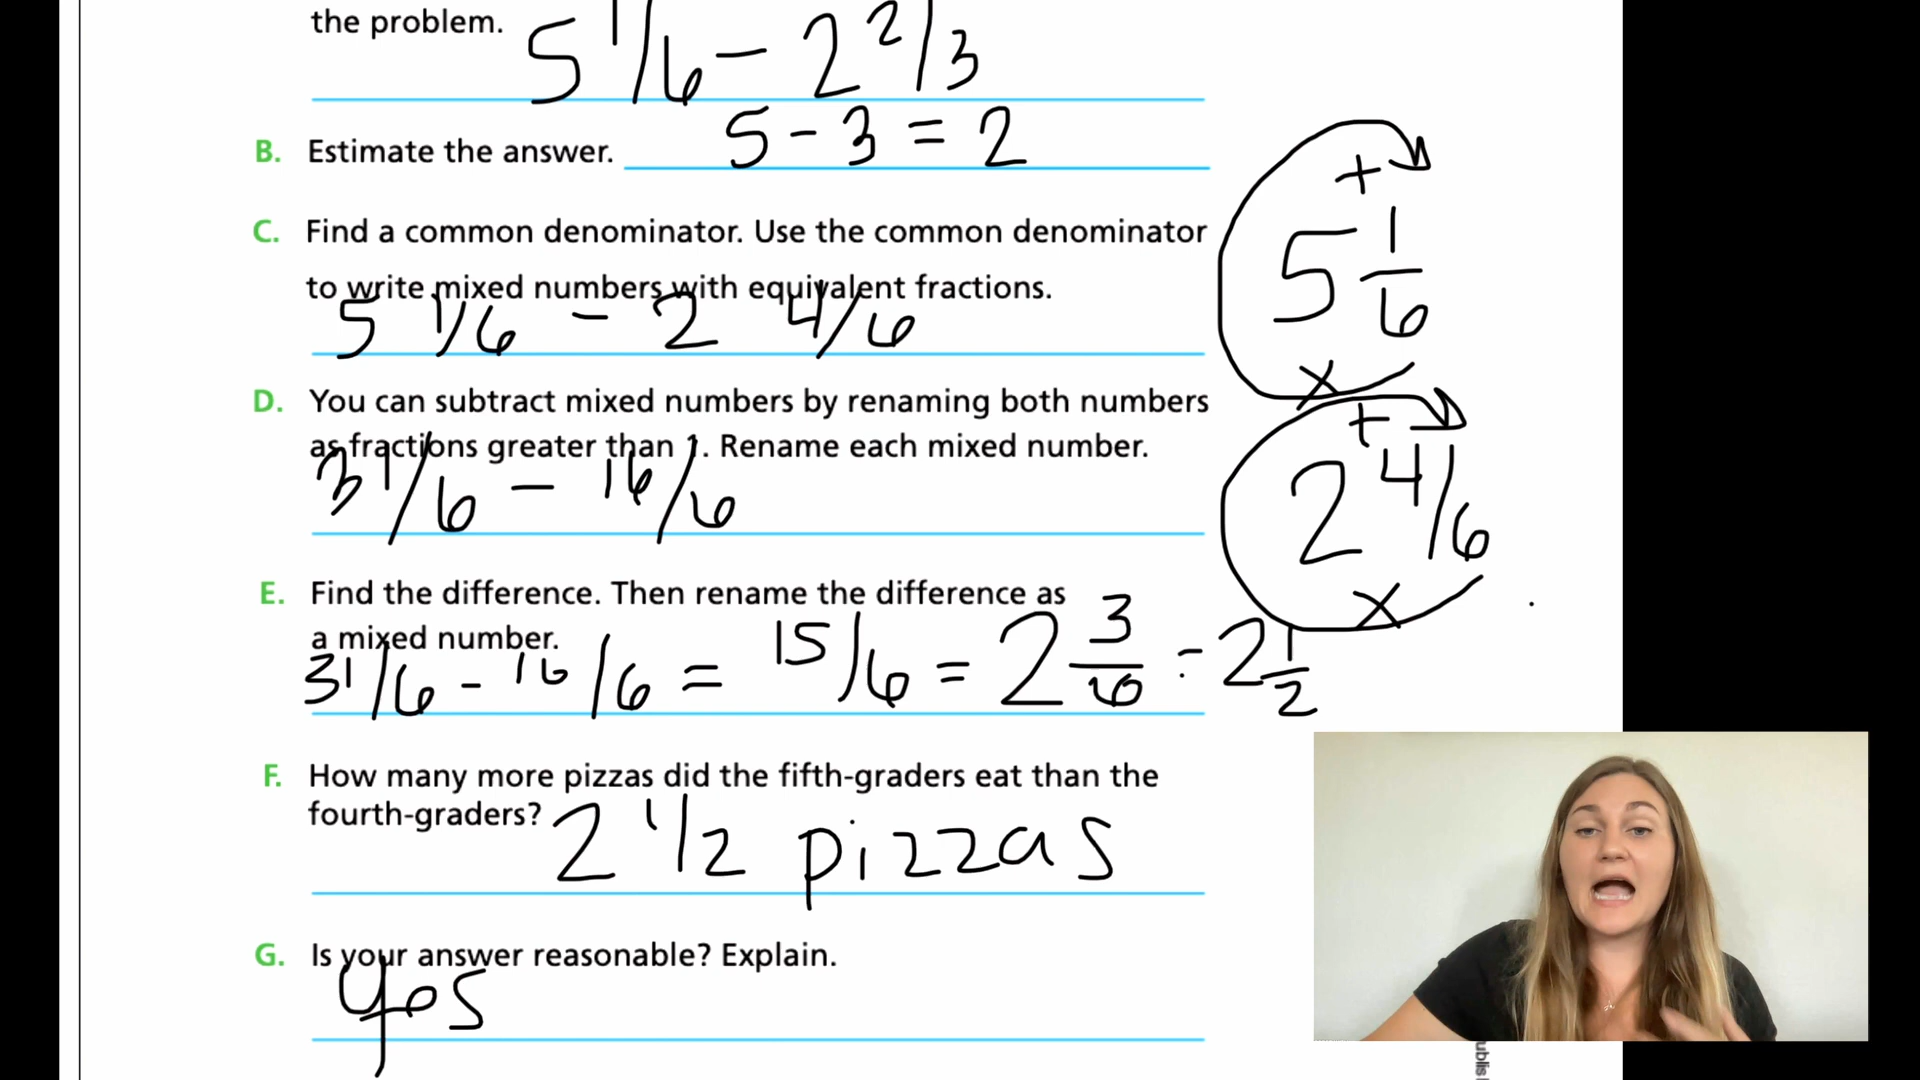 the problem. 5 1/6 - 2 2/3
B. Estimate the answer. 5 - 3 = 2
C. Find a common denominator. Use the common denominator
to write mixed numbers with equivalent fractions.
5 1/6 - 2 4/6
D. You can subtract mixed numbers by renaming both numbers
as fractions greater than 1. Rename each mixed number.
31/6 - 16/6
E. Find the difference. Then rename the difference as
a mixed number.
31/6 - 16/6 = 15/6 = 2 3/6 = 2 1/2
F. How many more pizzas did the fifth-graders eat than the
fourth-graders? 2 1/2 pizzas
G. Is your answer reasonable? Explain.
yes
+
5 1/6
x
+
2 4/6
x